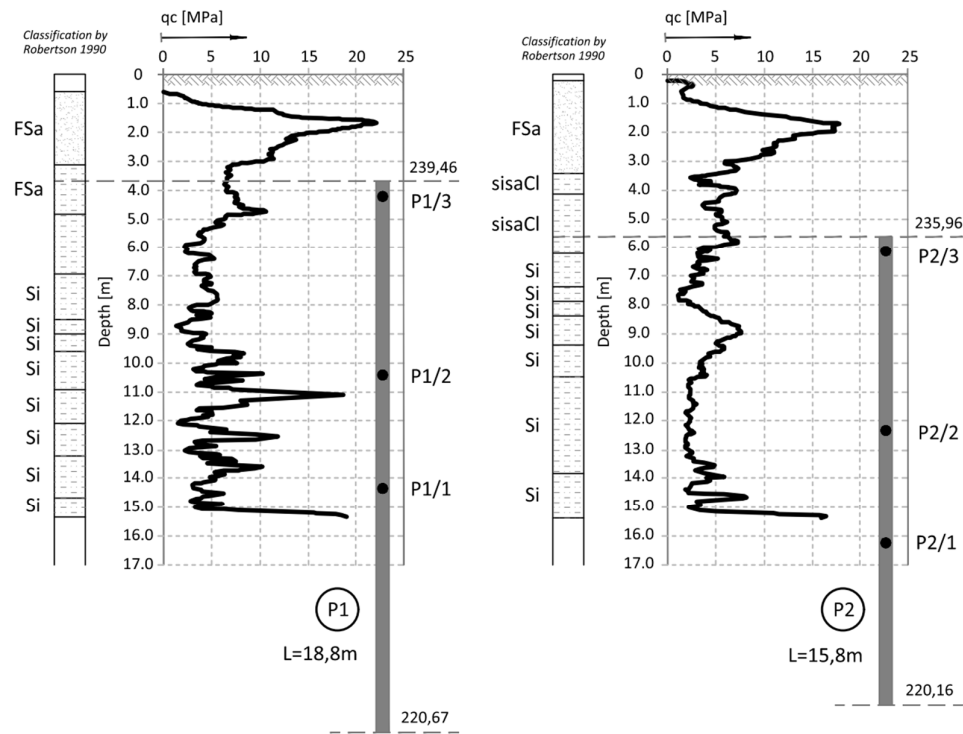 qc [MPa]
Classification by
Robertson 1990
0 5 10 15 20 25
0
1.0
2.0
3.0
4.0
5.0
6.0
7.0
8.0
9.0
10.0
11.0
12.0
13.0
14.0
15.0
16.0
17.0
Depth [m]
FSa
FSa
Si
Si
Si
Si
Si
Si
Si
239,46
P1/3
P1/2
P1/1
P1
L=18,8m
220,67
qc [MPa]
Classification by
Robertson 1990
0 5 10 15 20 25
0
1.0
2.0
3.0
4.0
5.0
6.0
7.0
8.0
9.0
10.0
11.0
12.0
13.0
14.0
15.0
16.0
17.0
Depth [m]
FSa
sisaCl
sisaCl
Si
Si
Si
Si
Si
Si
Si
235,96
P2/3
P2/2
P2/1
P2
L=15,8m
220,16